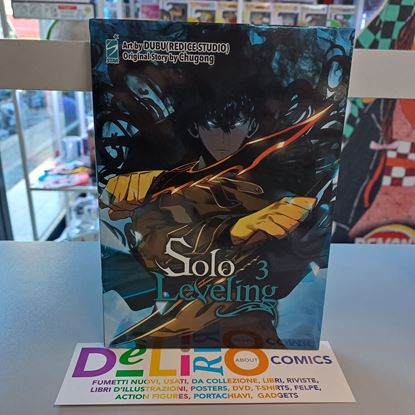 Art by DUBU(REDICE STUDIO)
Original Story by Chugong
Solo 3
Leveling
DeLiRiO
ABOUT
COMICS
FUMETTI NUOVI, USATI, DA COLLEZIONE, LIBRI, RIVISTE,
LIBRI D'ILLUSTRAZIONI, POSTERS, DVD, T-SHIRTS, FELPE,
ACTION FIGURES, PORTACHIAVI, GADGETS